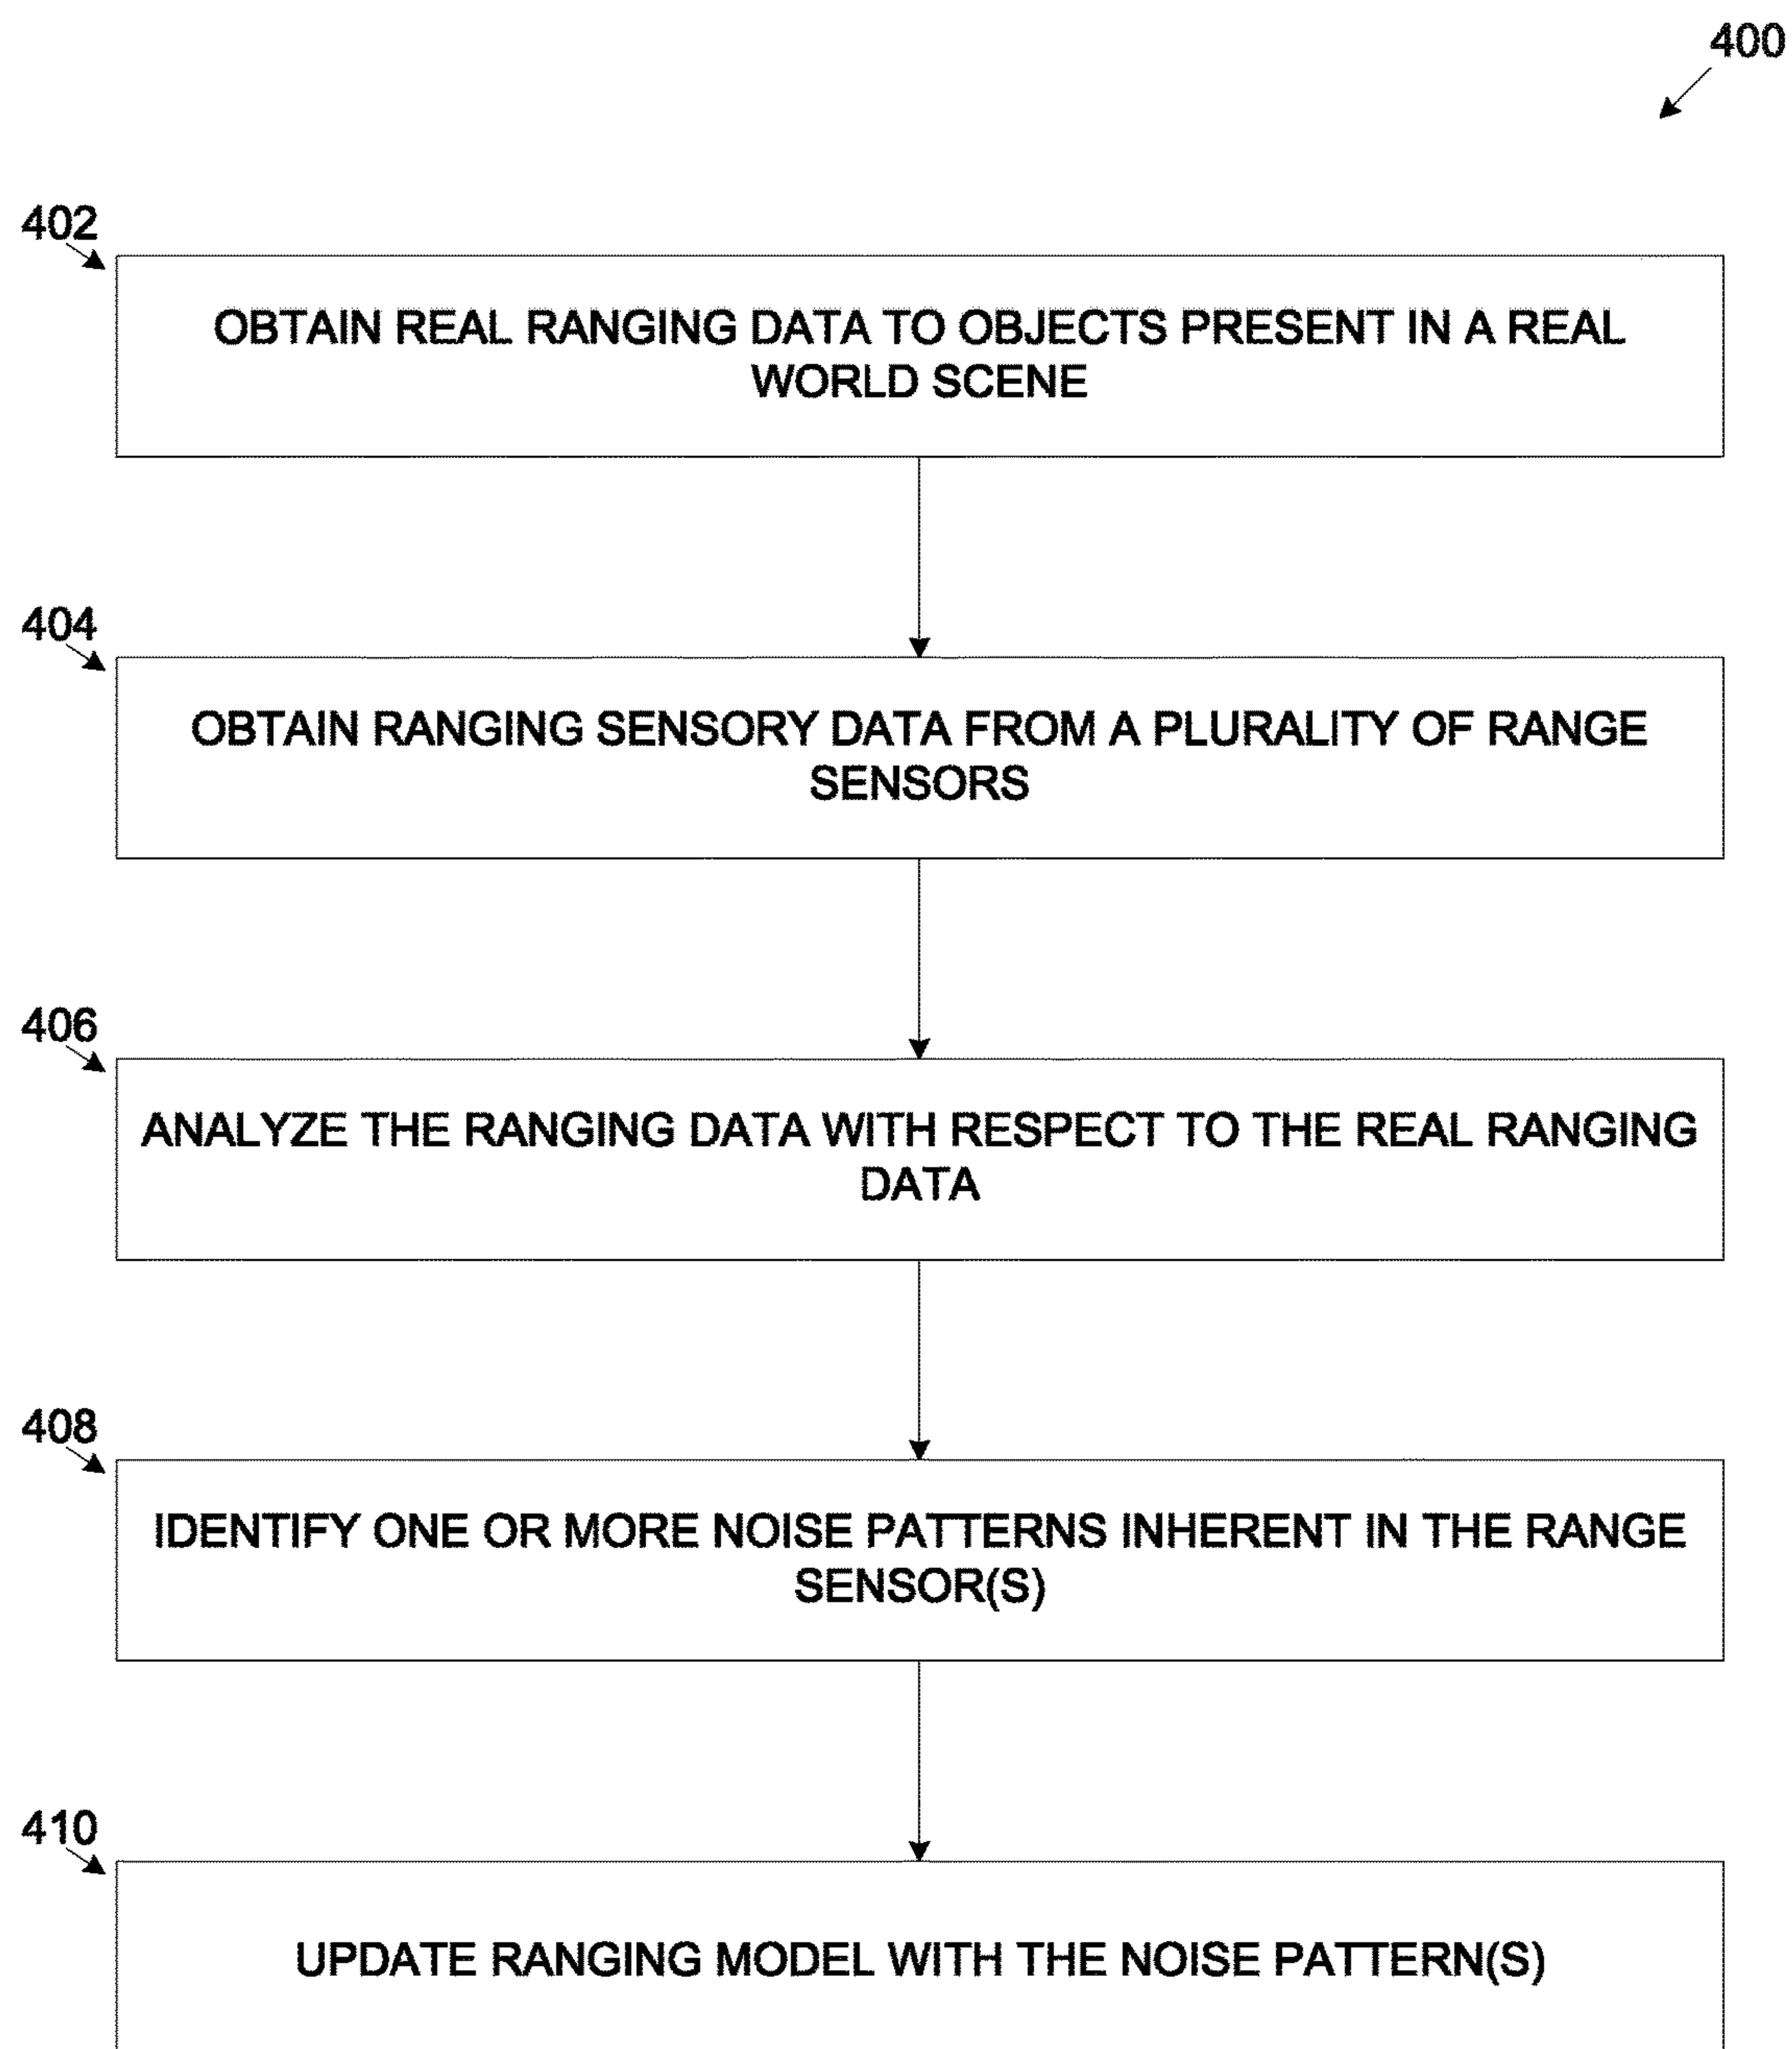 400
402
OBTAIN REAL RANGING DATA TO OBJECTS PRESENT IN A REAL
WORLD SCENE
404
OBTAIN RANGING SENSORY DATA FROM A PLURALITY OF RANGE
SENSORS
406
ANALYZE THE RANGING DATA WITH RESPECT TO THE REAL RANGING
DATA
408
IDENTIFY ONE OR MORE NOISE PATTERNS INHERENT IN THE RANGE
SENSOR(S)
410
UPDATE RANGING MODEL WITH THE NOISE PATTERN(S)